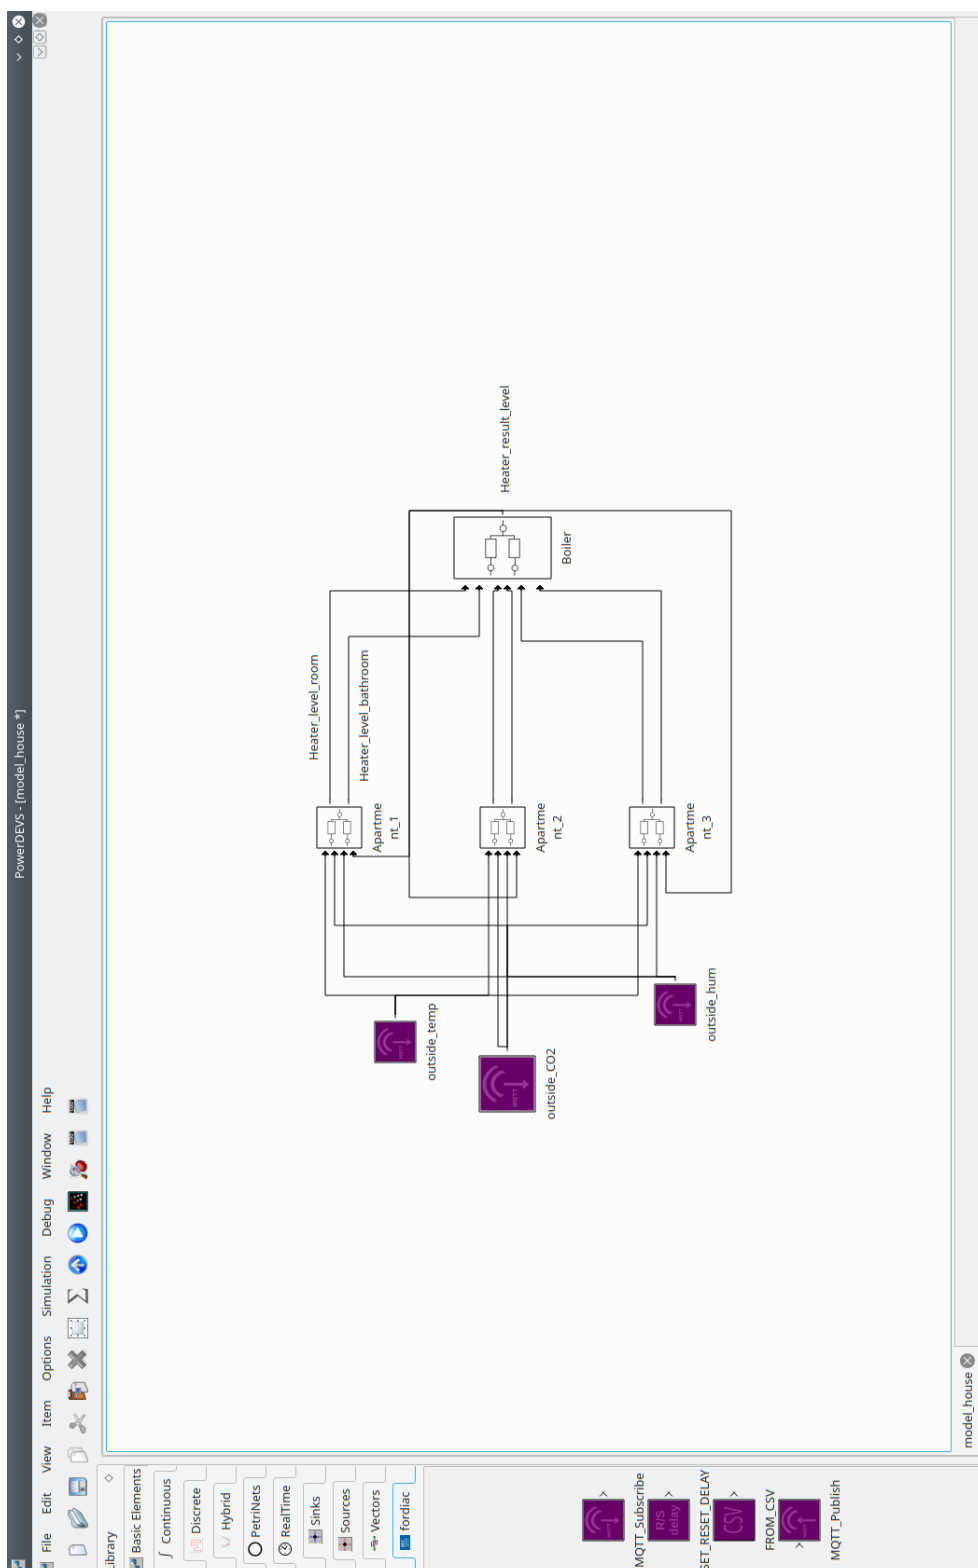 PowerDEVS - [model_house *]
File Edit View Item Options Simulation Debug Window Help
Library
Basic Elements
Continuous
Discrete
Hybrid
PetriNets
RealTime
Sinks
Sources
Vectors
fordiac
MQTT_Subscribe
R/S
delay
SET_RESET_DELAY
CSV
FROM_CSV
MQTT_Publish
outside_temp
MQTT
outside_CO2
outside_hum
Apartme
nt_1
Apartme
nt_2
Apartme
nt_3
Heater_level_room
Heater_level_bathroom
Boiler
Heater_result_level
model_house